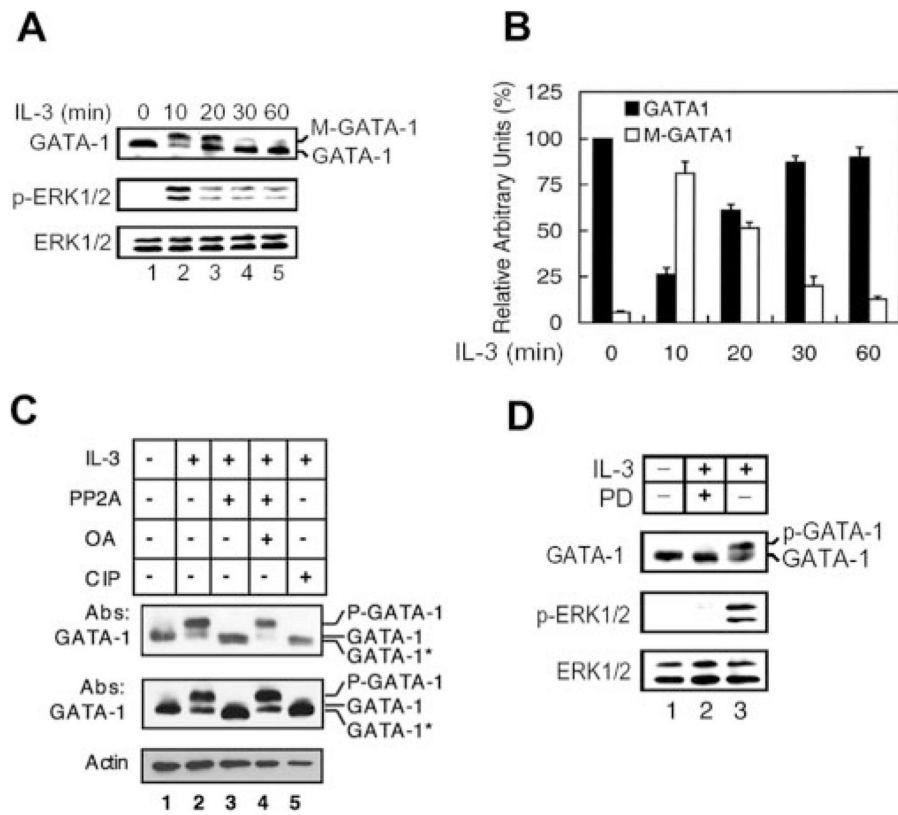 A
IL-3 (min) 0 10 20 30 60
GATA-1
M-GATA-1
GATA-1
p-ERK1/2
ERK1/2
1 2 3 4 5
B
Relative Arbitrary Units (%)
125
100
75
50
25
0
GATA1
M-GATA1
IL-3 (min) 0 10 20 30 60
C
IL-3 - + + + +
PP2A - - + + -
OA - - - + -
CIP - - - - +
Abs:
GATA-1
P-GATA-1
GATA-1
GATA-1*
Abs:
GATA-1
P-GATA-1
GATA-1
GATA-1*
Actin
1 2 3 4 5
D
IL-3 – + +
PD – + –
GATA-1
p-GATA-1
GATA-1
p-ERK1/2
ERK1/2
1 2 3